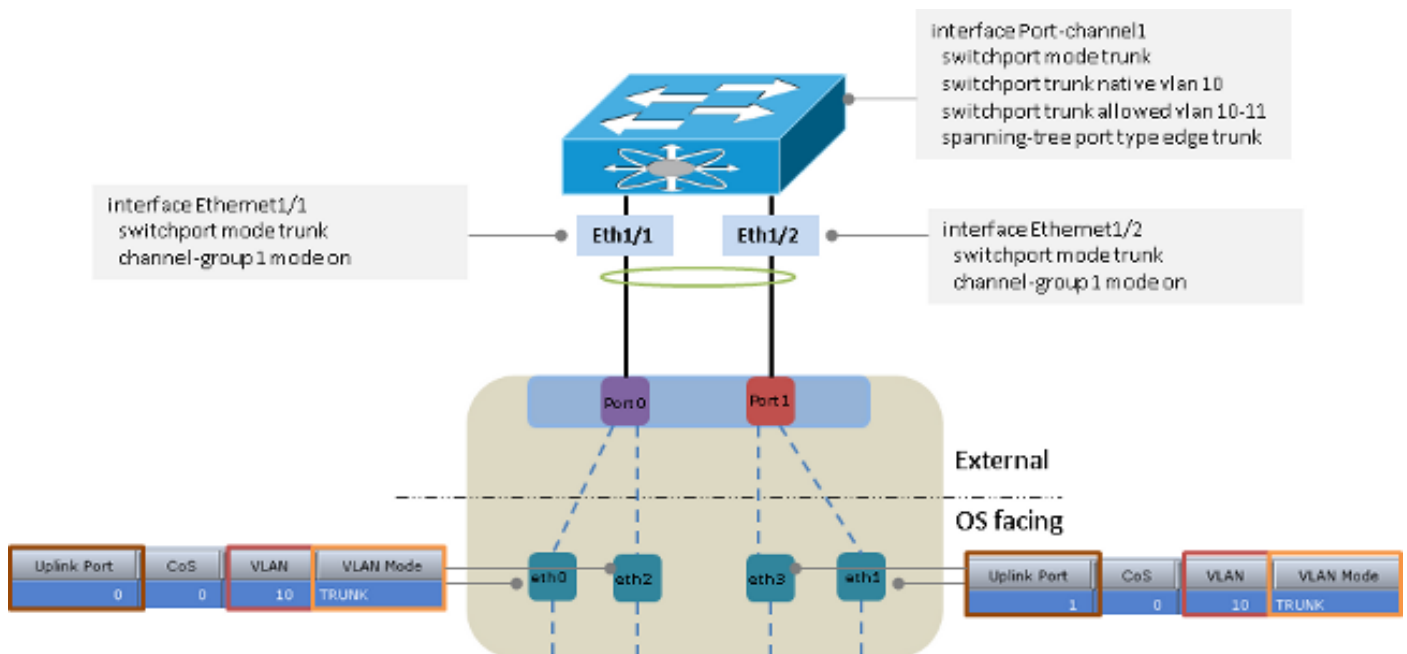 interface Port-channel1
switchport mode trunk
switchport trunk native vlan 10
switchport trunk allowed vlan 10-11
spanning-tree port type edge trunk
interface Ethernet1/1
switchport mode trunk
channel-group 1 mode on
Eth1/1
Eth1/2
interface Ethernet1/2
switchport mode trunk
channel-group 1 mode on
Port 0
Port 1
External
OS facing
Uplink Port CoS VLAN VLAN Mode
0 0 10 TRUNK
eth0
eth2
eth3
eth1
Uplink Port CoS VLAN VLAN Mode
1 0 10 TRUNK